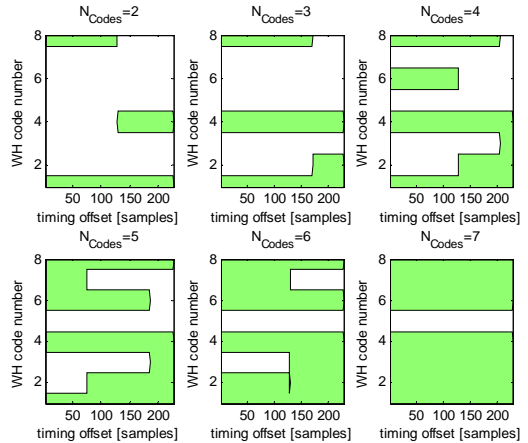 N_Codes=2
N_Codes=3
N_Codes=4
WH code number
8
6
4
2
50 100 150 200
timing offset [samples]
WH code number
8
6
4
2
50 100 150 200
timing offset [samples]
WH code number
8
6
4
2
50 100 150 200
timing offset [samples]
N_Codes=5
N_Codes=6
N_Codes=7
WH code number
8
6
4
2
50 100 150 200
timing offset [samples]
WH code number
8
6
4
2
50 100 150 200
timing offset [samples]
WH code number
8
6
4
2
50 100 150 200
timing offset [samples]